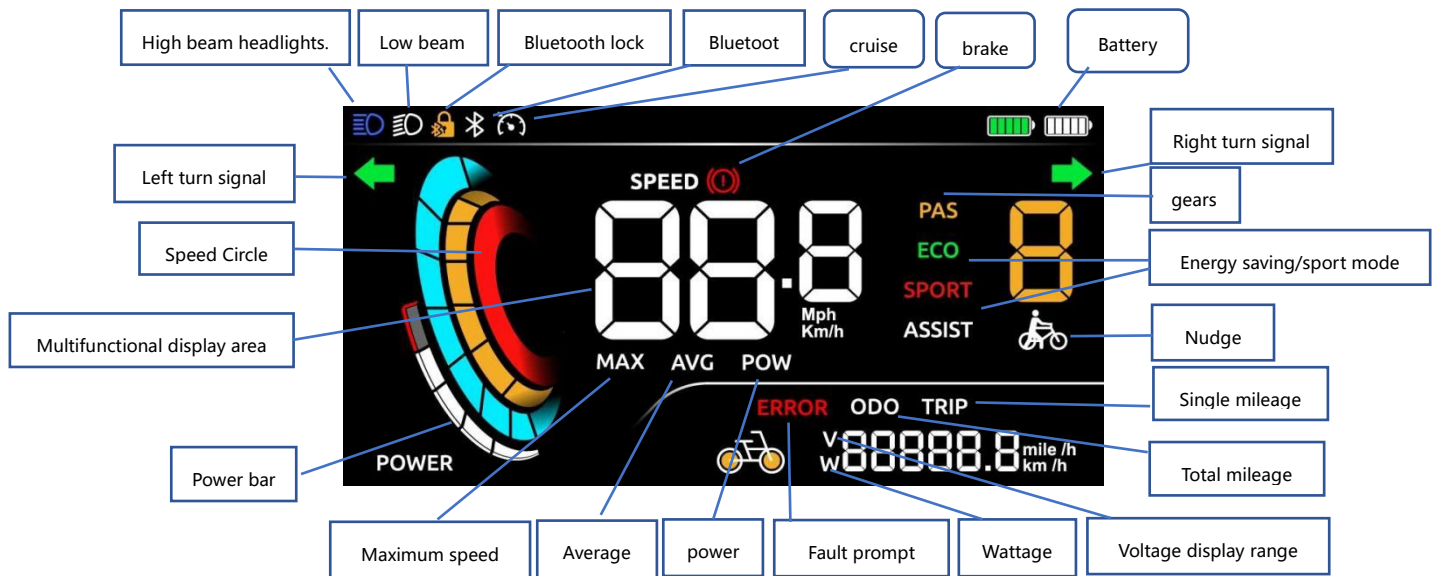 High beam headlights.
Low beam
Bluetooth lock
Bluetoot
cruise
brake
Battery
Left turn signal
Right turn signal
SPEED
gears
PAS
Speed Circle
ECO
Energy saving/sport mode
SPORT
88.8
8
Mph
Km/h
ASSIST
Multifunctional display area
Nudge
MAX AVG POW
ERROR ODO TRIP
Single mileage
V
W
80888.8
mile /h
km /h
POWER
Power bar
Total mileage
Maximum speed
Average
power
Fault prompt
Wattage
Voltage display range